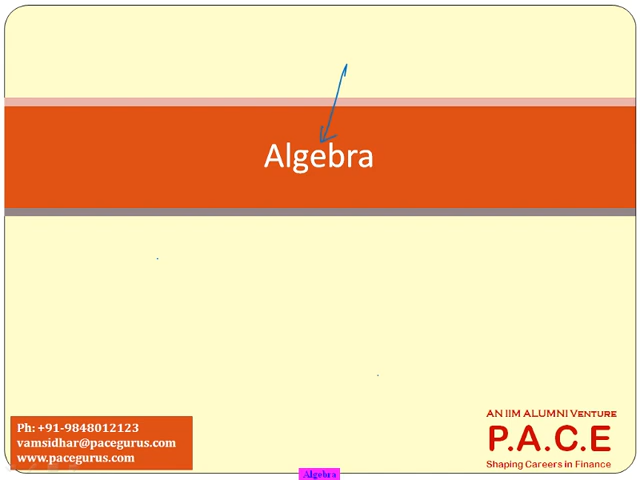 Algebra
Ph: +91-9848012123
vamsidhar@pacegurus.com
www.pacegurus.com
AN IIM ALUMNI VENTURE
P.A.C.E
Shaping Careers in Finance
Algebra